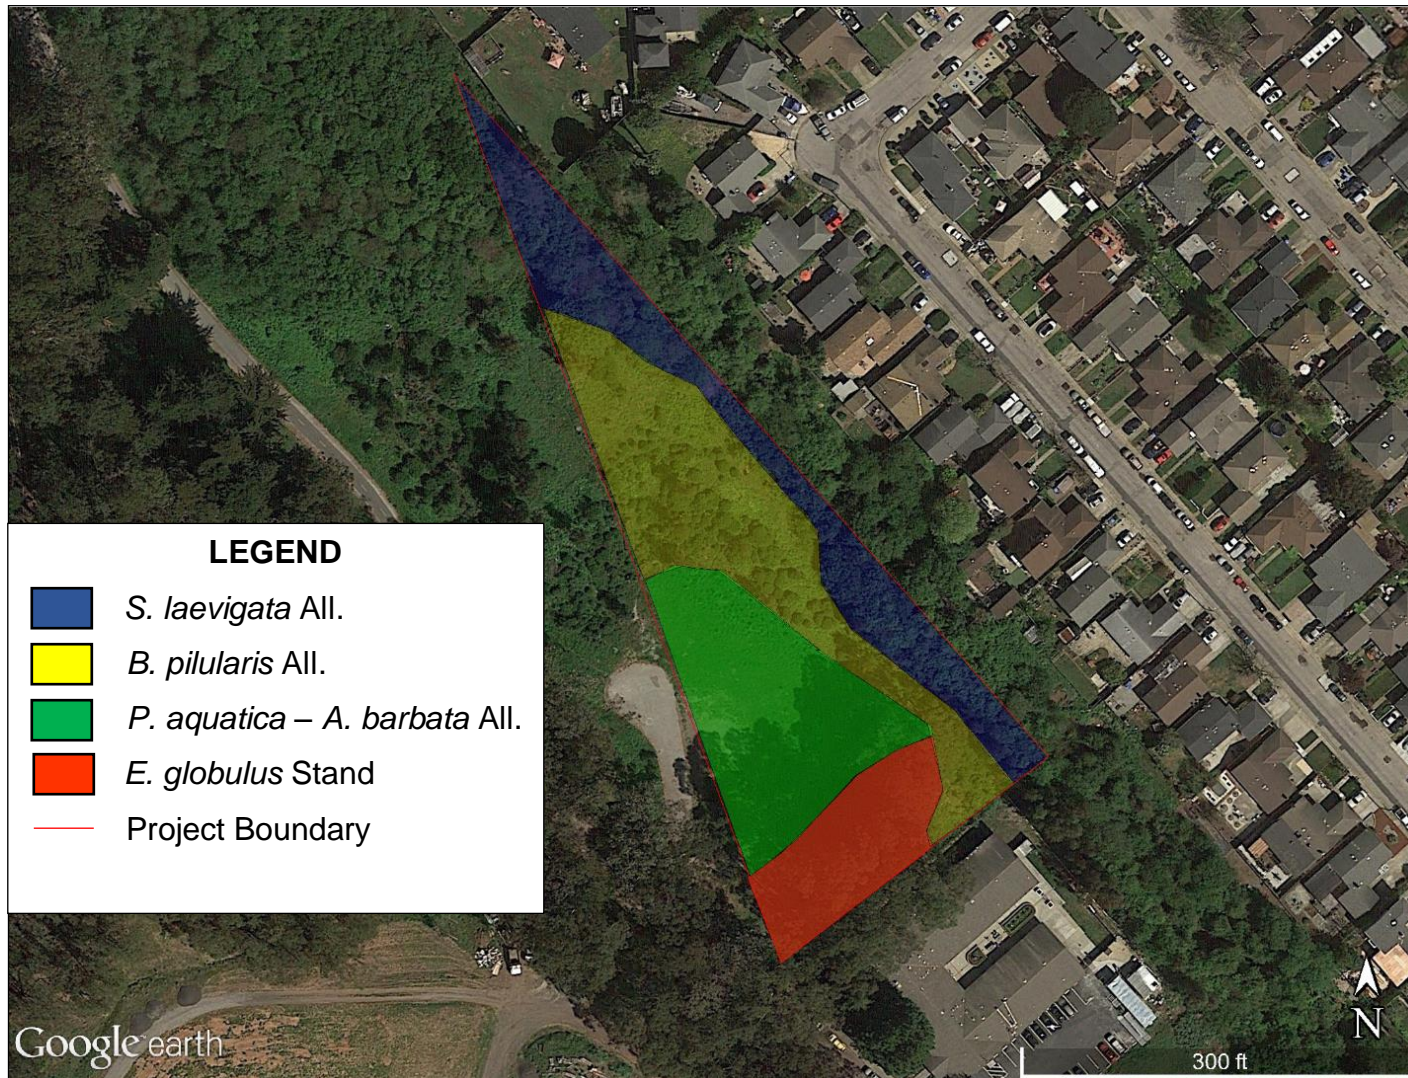 LEGEND
S. laevigata All.
B. pilularis All.
P. aquatica – A. barbata All.
E. globulus Stand
Project Boundary
Google earth
N
300 ft